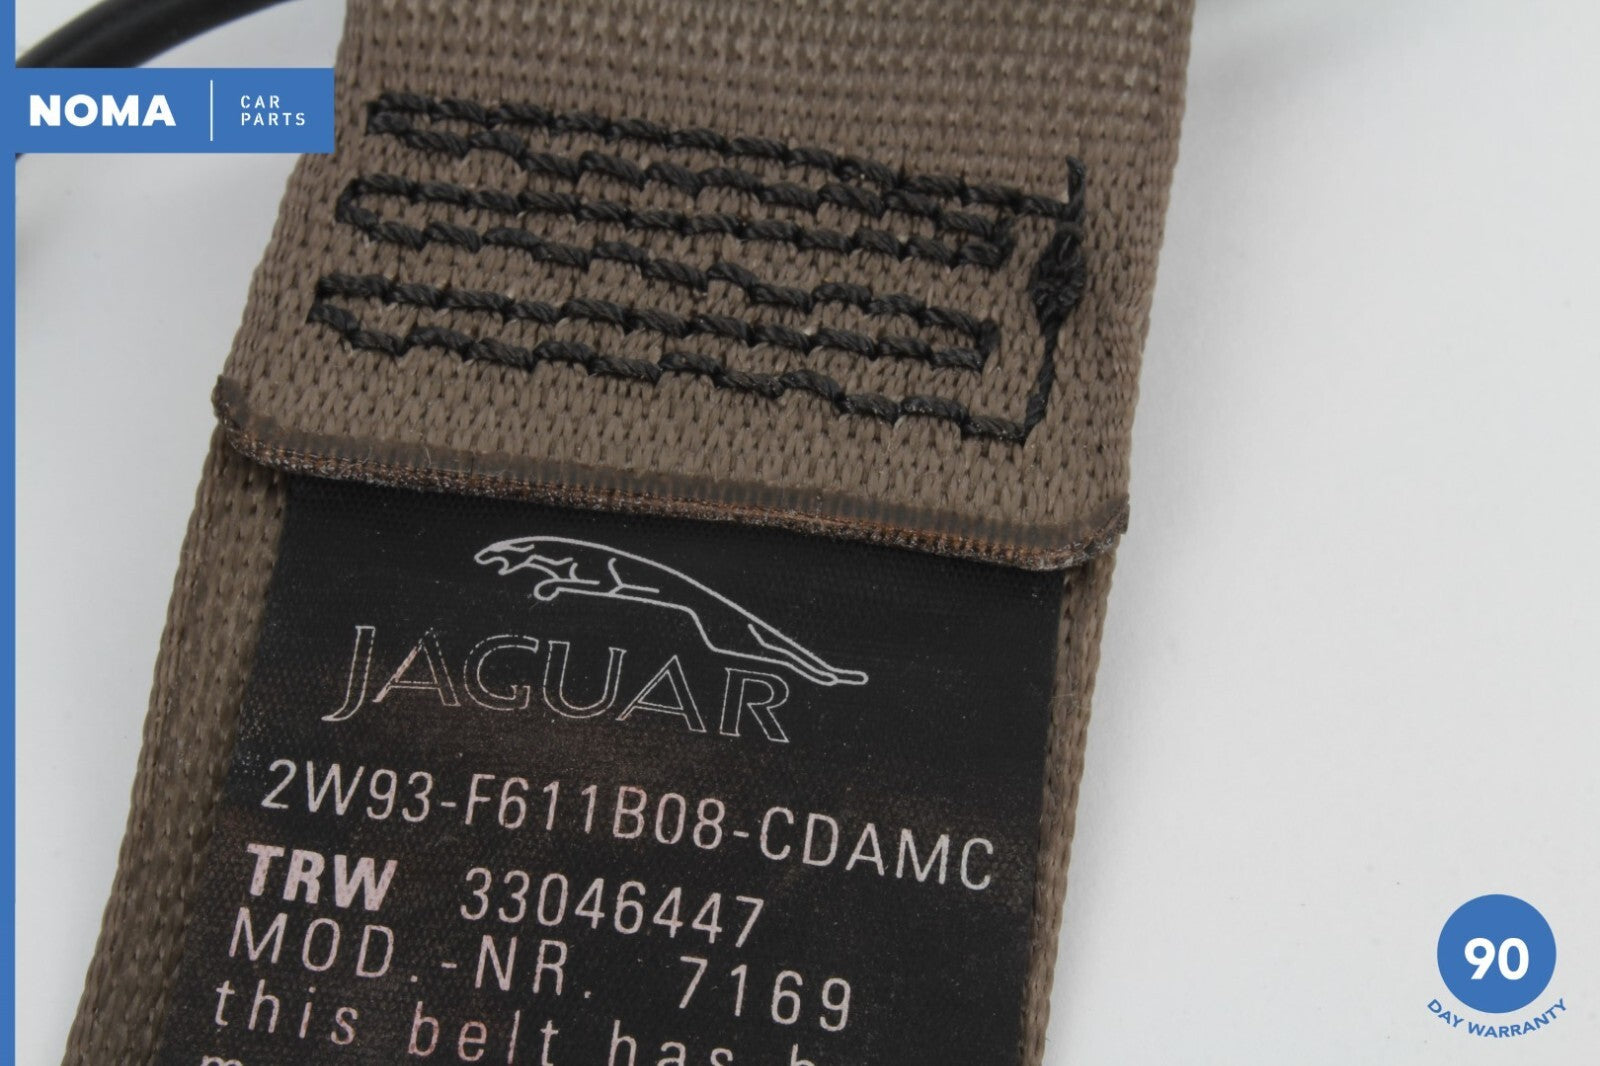 NOMA
CAR
PARTS
JAGUAR
2W93-F611B08-CDAMC
TRW 33046447
MOD.-NR. 7169
this belt has
90
DAY WARRANTY